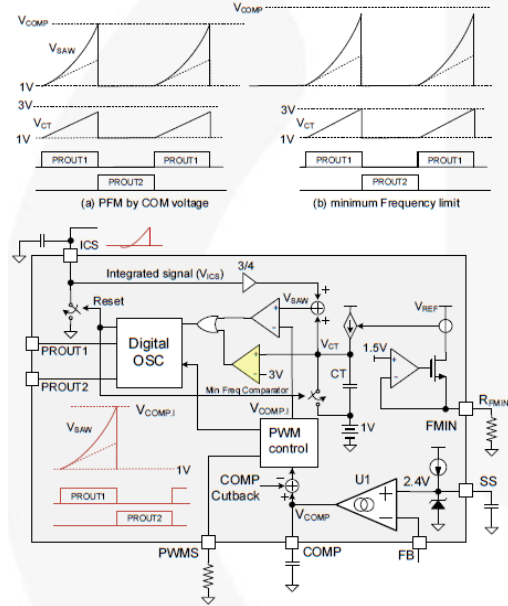 VCOMP
VSAW
1V
3V
VCT
1V
PROUT1
PROUT1
PROUT2
(a) PFM by COM voltage
VCOMP
1V
3V
VCT
1V
PROUT1
PROUT1
PROUT2
(b) minimum Frequency limit
ICS
Integrated signal (VICS)
3/4
Reset
VSAW
VREF
PROUT1
Digital
OSC
VCT
1.5V
PROUT2
3V
CT
Min Freq Comparator
RFMIN
VCOMP.I
VCOMP.I
FMIN
VSAW
1V
PWM
control
1V
PROUT1
COMP
Cutback
U1
2.4V
SS
PROUT2
VCOMP
PWMS
COMP
FB